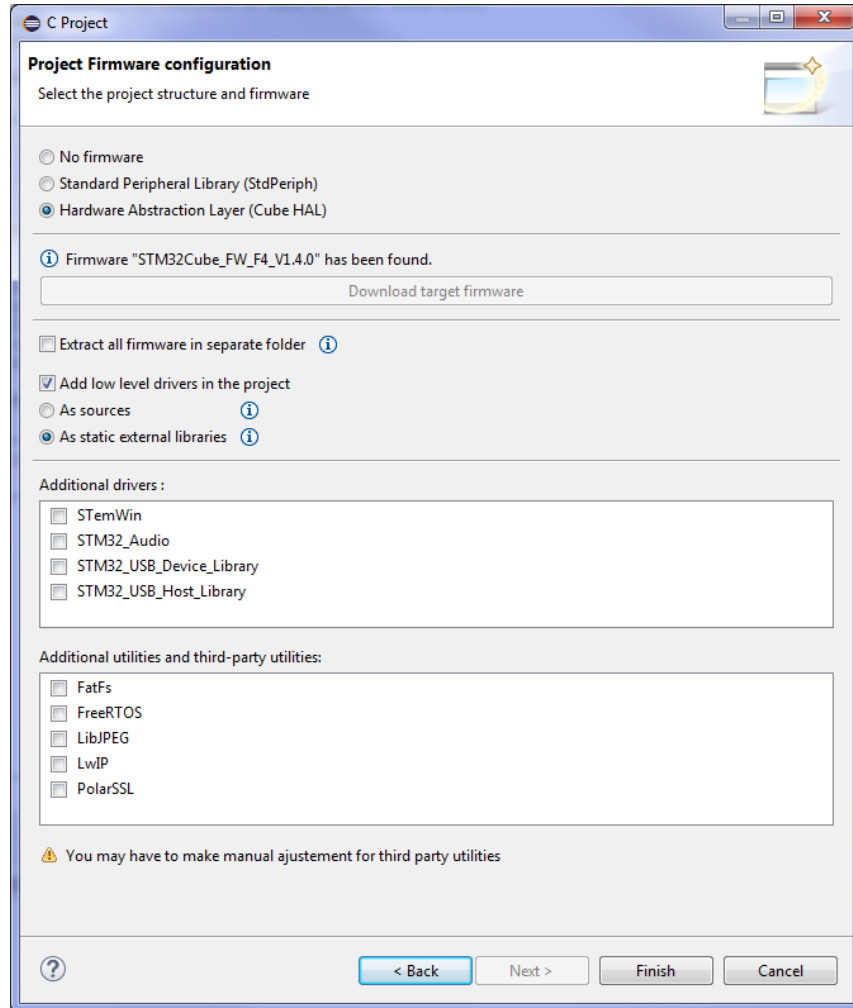 C Project
Project Firmware configuration
Select the project structure and firmware
No firmware
Standard Peripheral Library (StdPeriph)
Hardware Abstraction Layer (Cube HAL)
Firmware "STM32Cube_FW_F4_V1.4.0" has been found.
Download target firmware
Extract all firmware in separate folder
Add low level drivers in the project
As sources
As static external libraries
Additional drivers :
STemWin
STM32_Audio
STM32_USB_Device_Library
STM32_USB_Host_Library
Additional utilities and third-party utilities:
FatFs
FreeRTOS
LibJPEG
LwIP
PolarSSL
You may have to make manual ajustement for third party utilities
< Back Next > Finish Cancel